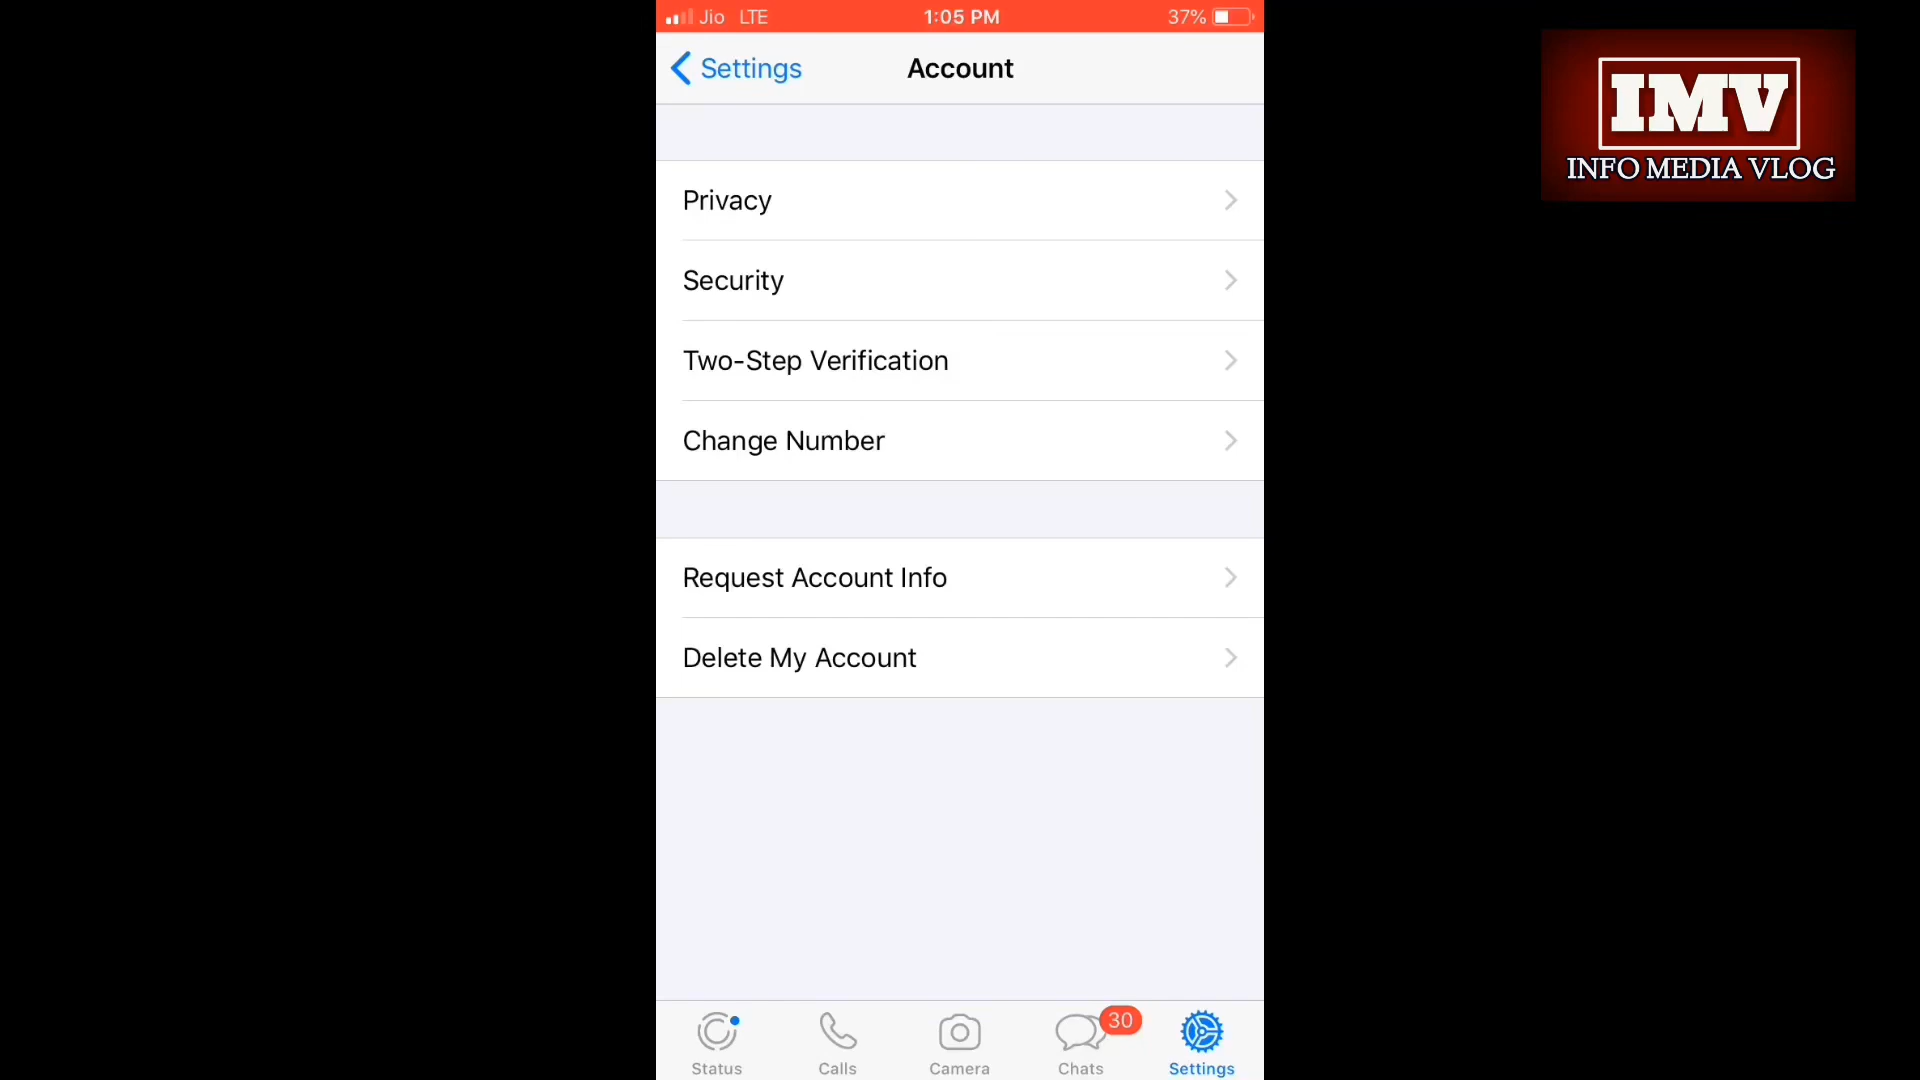 Jio LTE 1:05 PM 37%
Settings Account
IMV
INFO MEDIA VLOG
Privacy
Security
Two-Step Verification
Change Number
Request Account Info
Delete My Account
30
Status Calls Camera Chats Settings